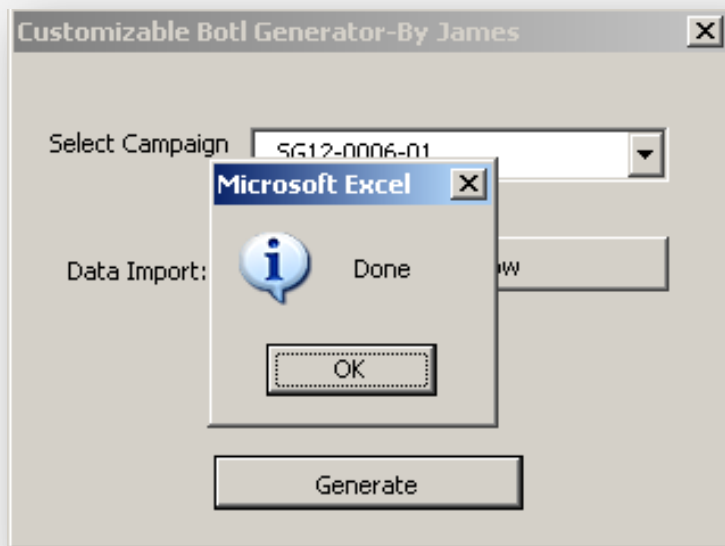 Customizable Botl Generator-By James
Select Campaign
SG12-0006-01
Microsoft Excel
Data Import:
Done
OK
Generate